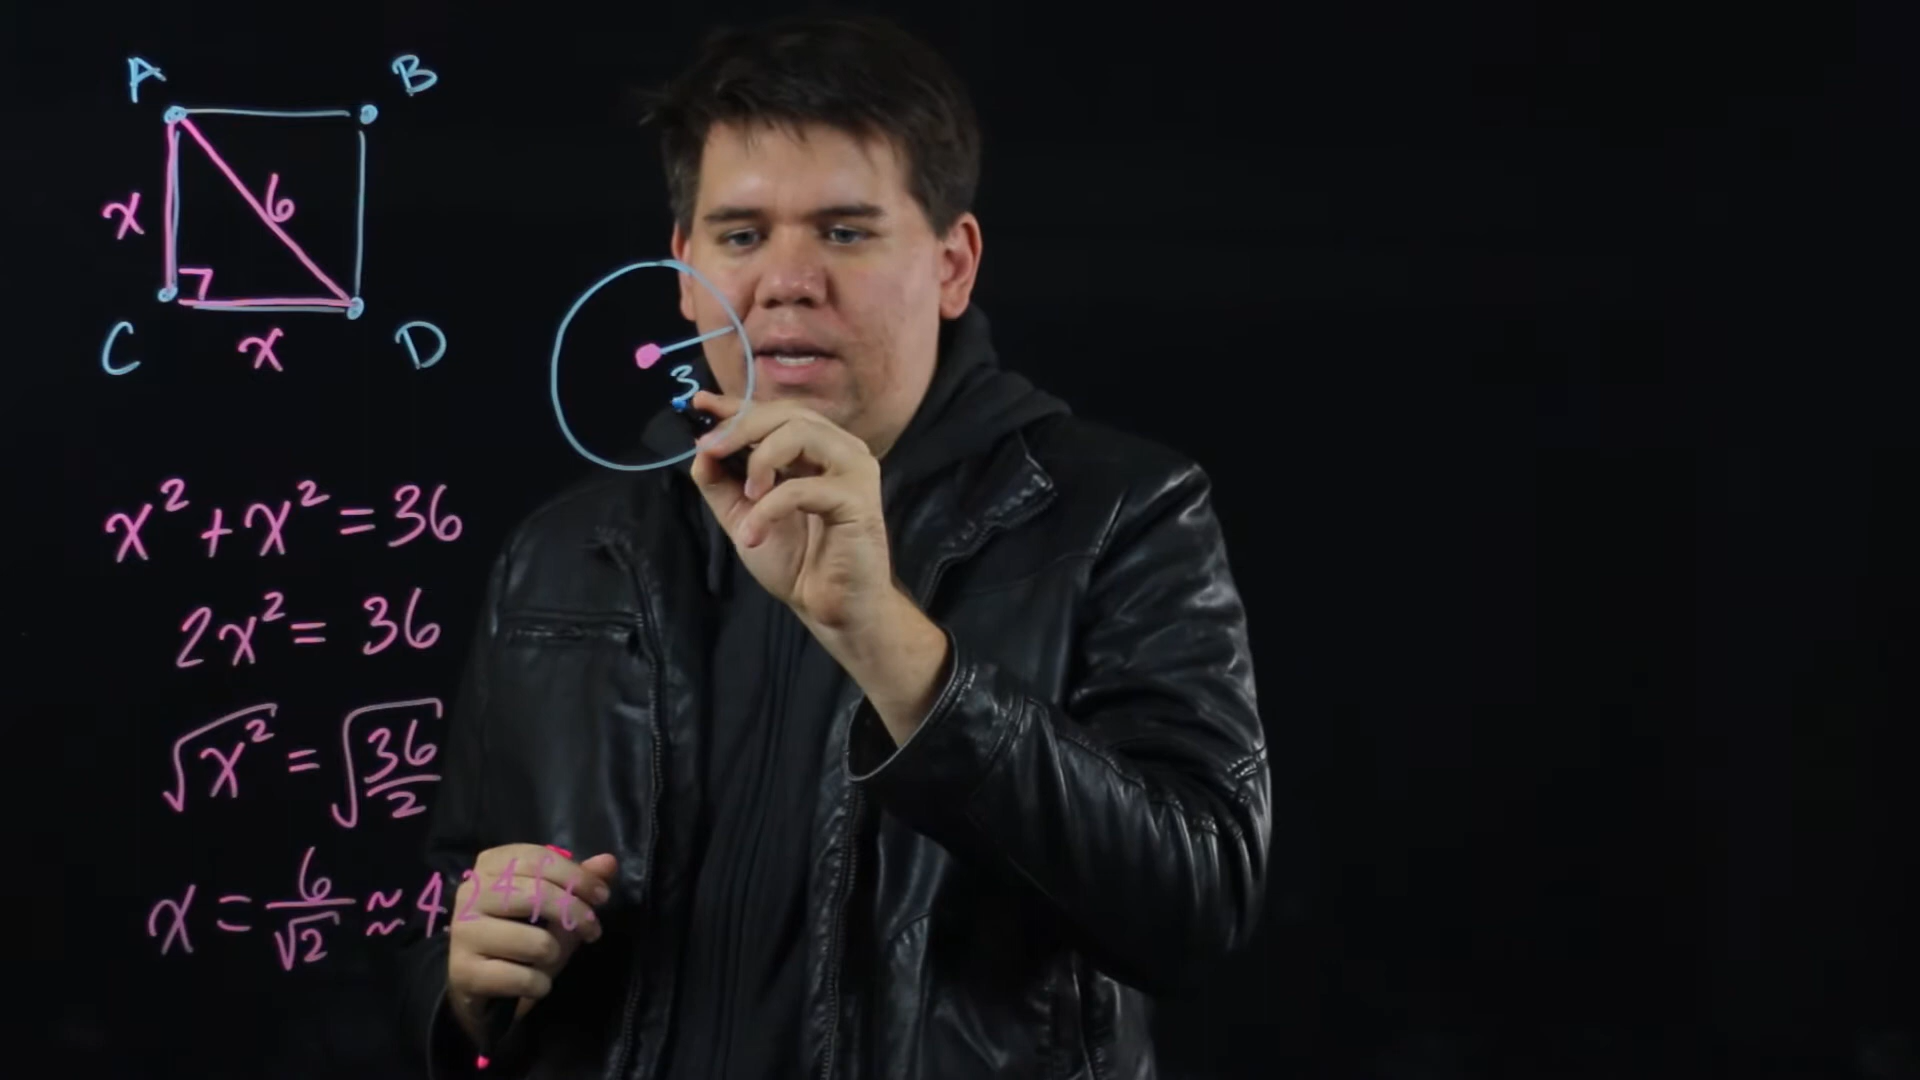 A B
x 6
C x D
3
x² + x² = 36
2x² = 36
√x² = √36/2
x = 6/√2 ≈ 4.24 ft.